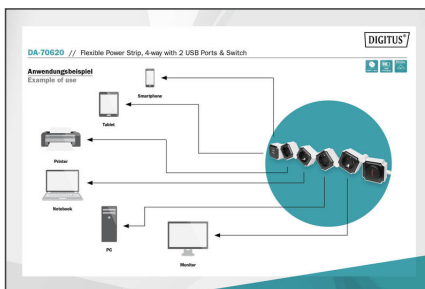 DIGITUS®
DA-70620 // Flexible Power Strip, 4-way with 2 USB Ports & Switch
Anwendungsbeispiel
Example of use
Smartphone
Tablet
Printer
Notebook
PC
Monitor